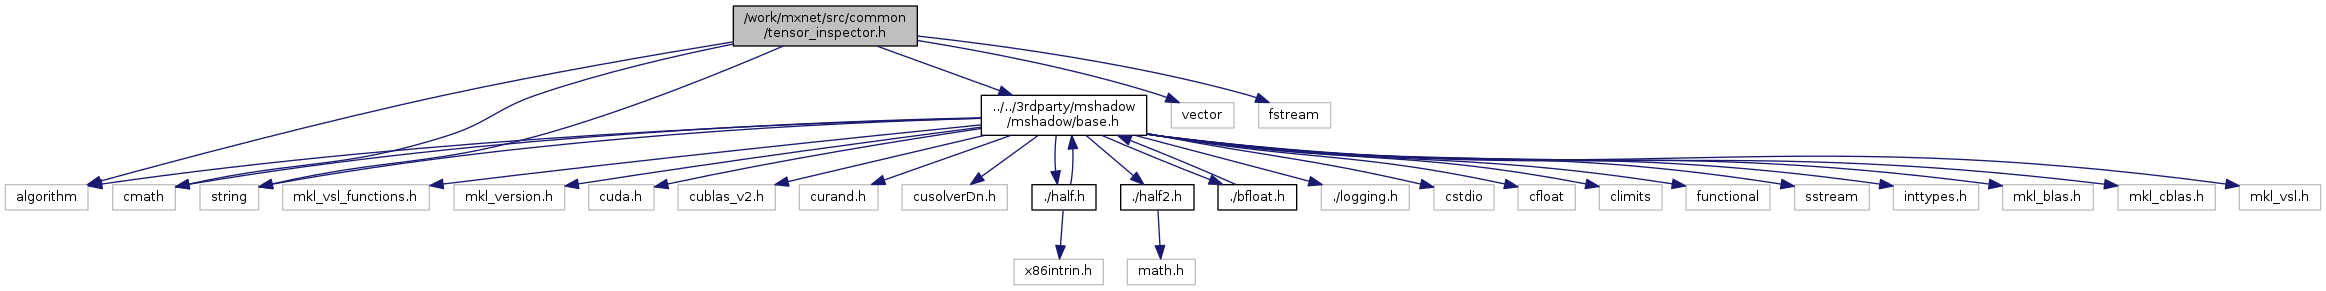 /work/mxnet/src/common
/tensor_inspector.h
../../3rdparty/mshadow
/mshadow/base.h
vector
fstream
algorithm
cmath
string
mkl_vsl_functions.h
mkl_version.h
cuda.h
cublas_v2.h
curand.h
cusolverDn.h
./half.h
./half2.h
./bfloat.h
./logging.h
cstdio
cfloat
climits
functional
sstream
inttypes.h
mkl_blas.h
mkl_cblas.h
mkl_vsl.h
x86intrin.h
math.h